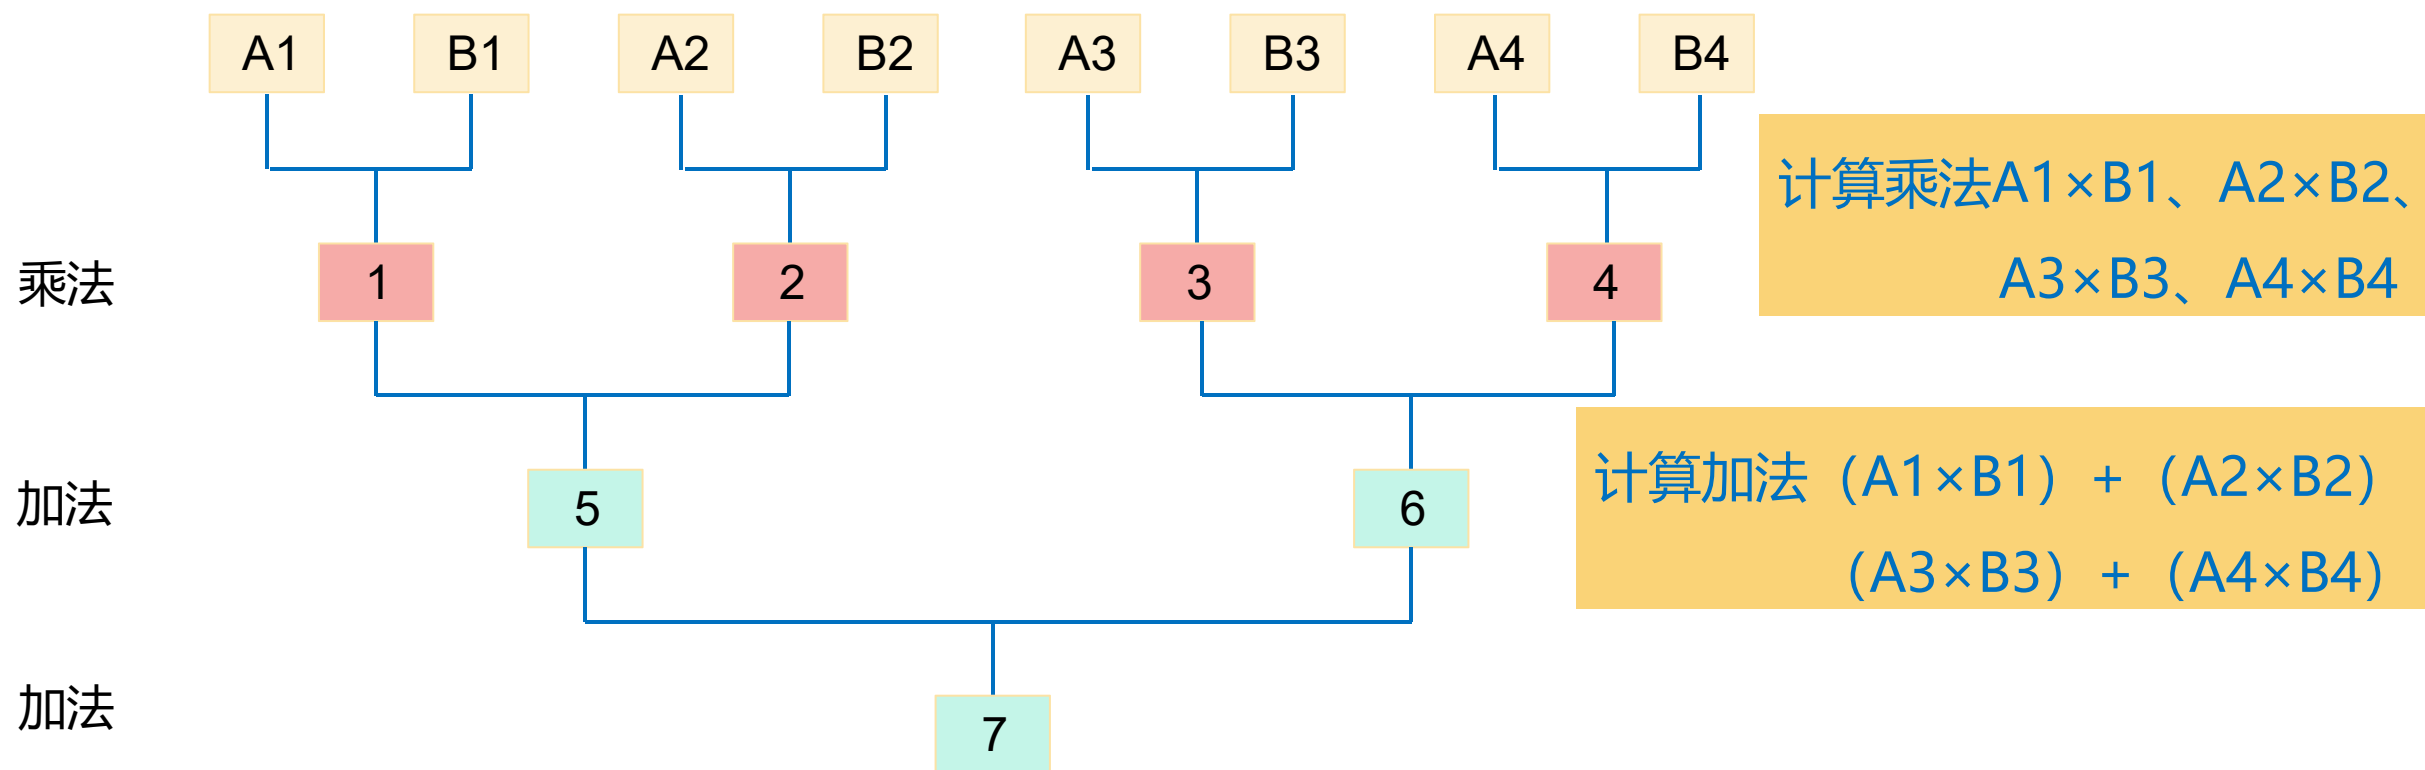 A1 B1 A2 B2 A3 B3 A4 B4
计算乘法A1×B1、A2×B2、
A3×B3、A4×B4
乘法 1 2 3 4
计算加法（A1×B1）+（A2×B2）
（A3×B3）+（A4×B4）
加法 5 6
加法 7